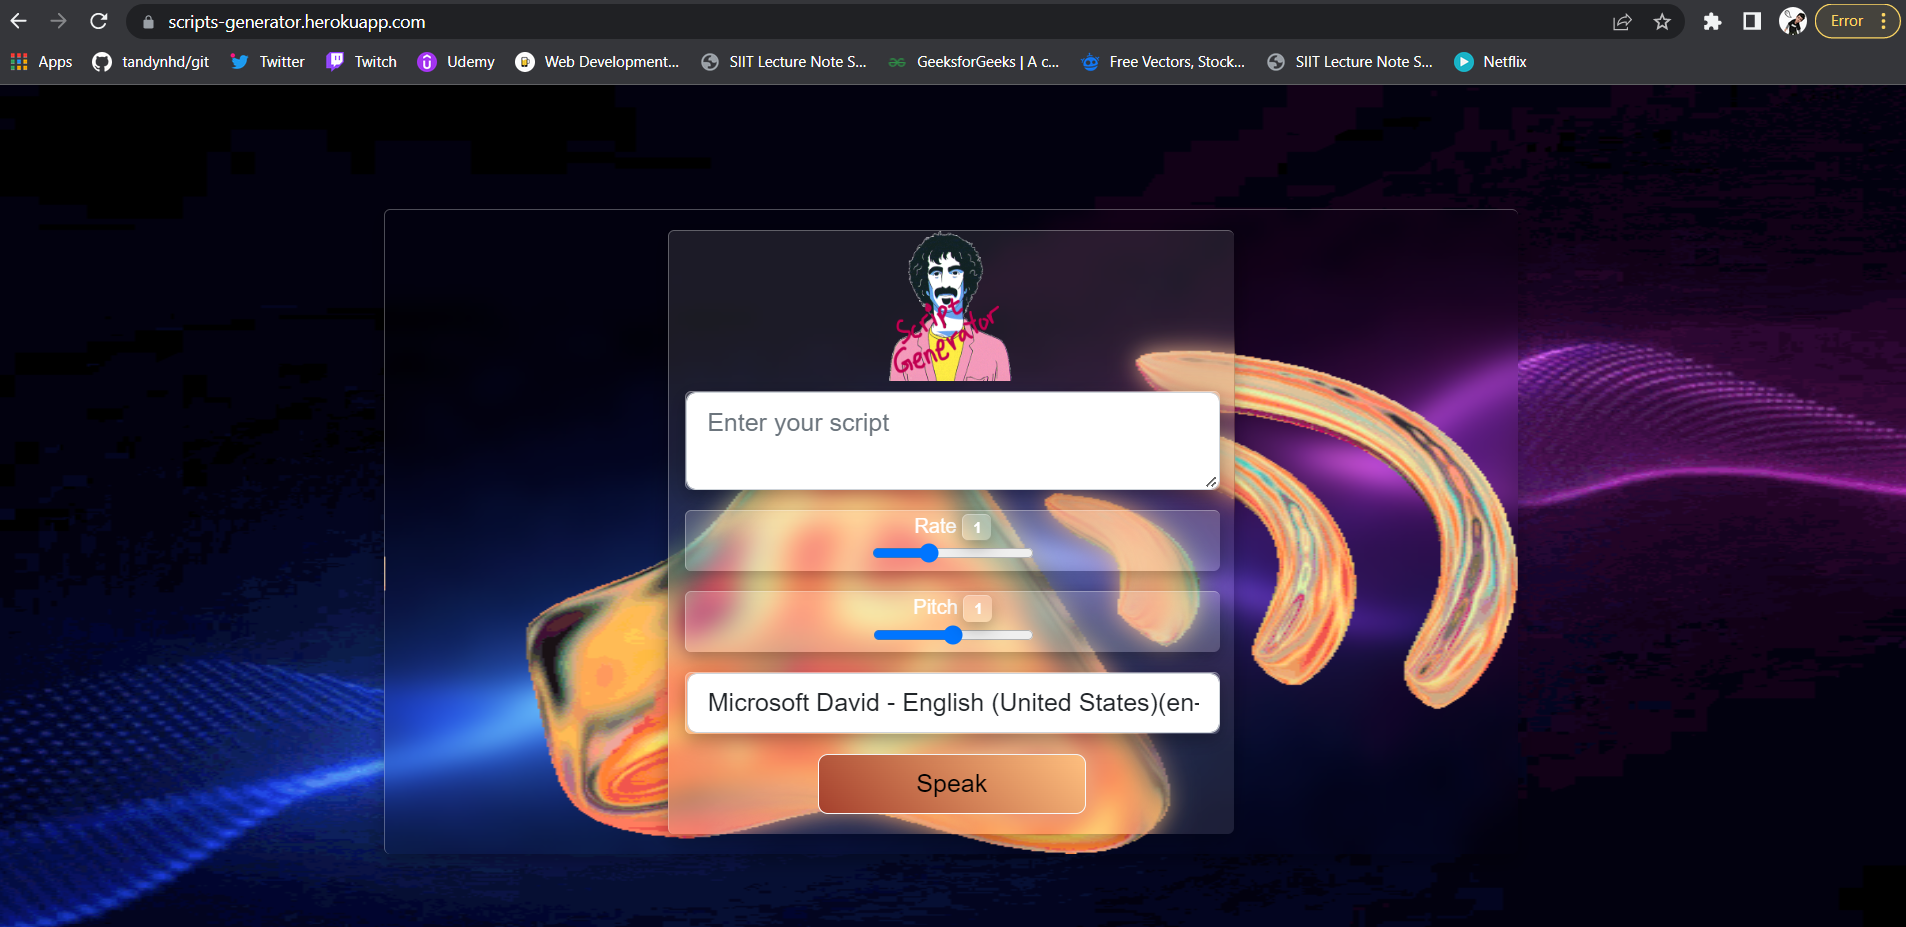 scripts-generator.herokuapp.com
Error
Apps
tandynhd/git
Twitter
Twitch
Udemy
Web Development...
SIIT Lecture Note S...
GeeksforGeeks | A c...
Free Vectors, Stock...
SIIT Lecture Note S...
Netflix
Script
Generator
Enter your script
Rate 1
Pitch 1
Microsoft David - English (United States)(en-
Speak